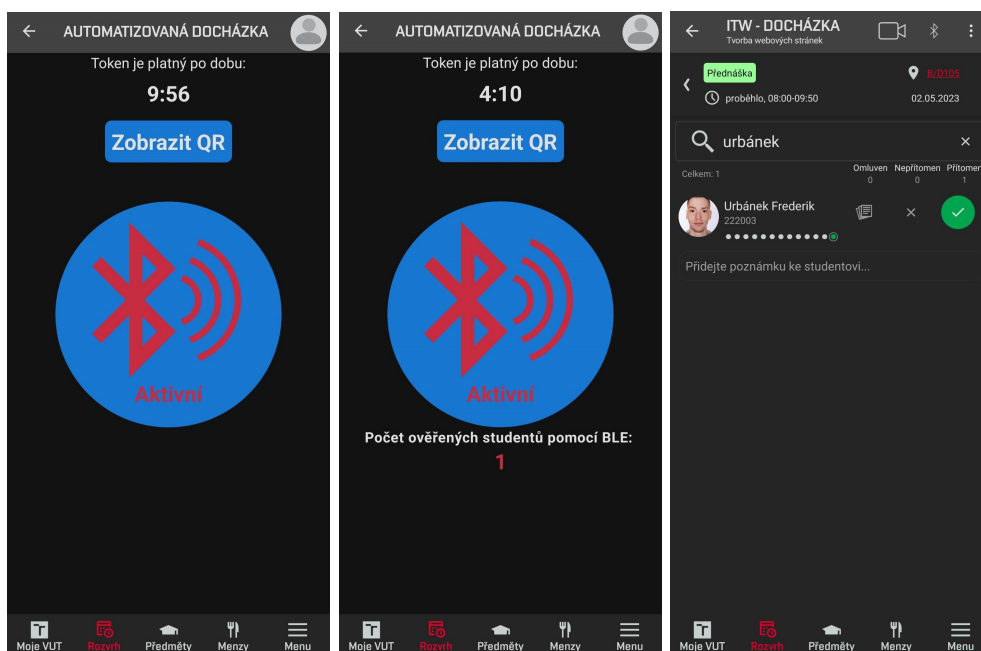 AUTOMATIZOVANÁ DOCHÁZKA
Token je platný po dobu:
9:56
Zobrazit QR
Aktivní
Moje VUT Rozvrh Předměty Menzy Menu
AUTOMATIZOVANÁ DOCHÁZKA
Token je platný po dobu:
4:10
Zobrazit QR
Aktivní
Počet ověřených studentů pomocí BLE:
1
Moje VUT Rozvrh Předměty Menzy Menu
ITW - DOCHÁZKA
Tvorba webových stránek
Přednáška B/D105
proběhlo, 08:00-09:50 02.05.2023
urbánek
Omluven Nepřítomen Přítomen
Celkem: 1 0 0 1
Urbánek Frederik
222003
Přidejte poznámku ke studentovi...
Moje VUT Rozvrh Předměty Menzy Menu